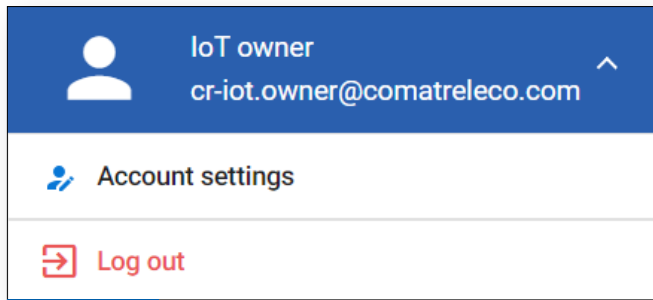 IoT owner
cr-iot.owner@comatreleco.com
Account settings
Log out